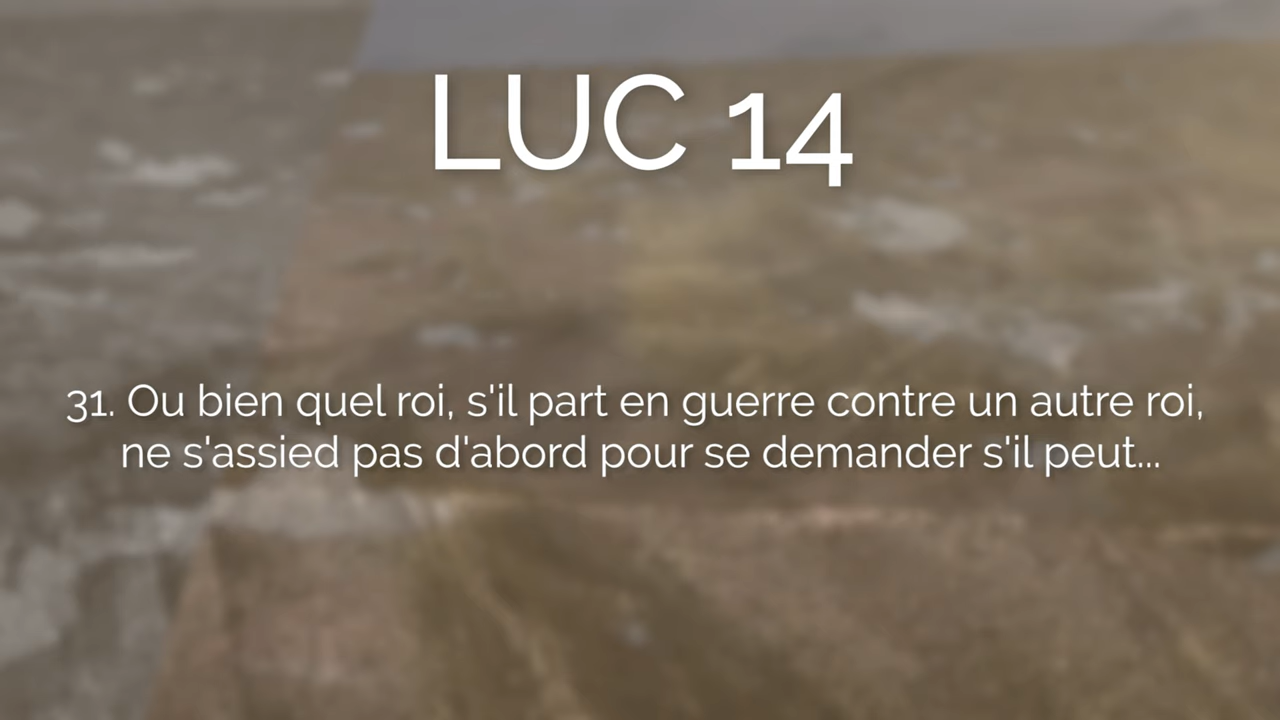 LUC 14
31. Ou bien quel roi, s'il part en guerre contre un autre roi,
ne s'assied pas d'abord pour se demander s'il peut...